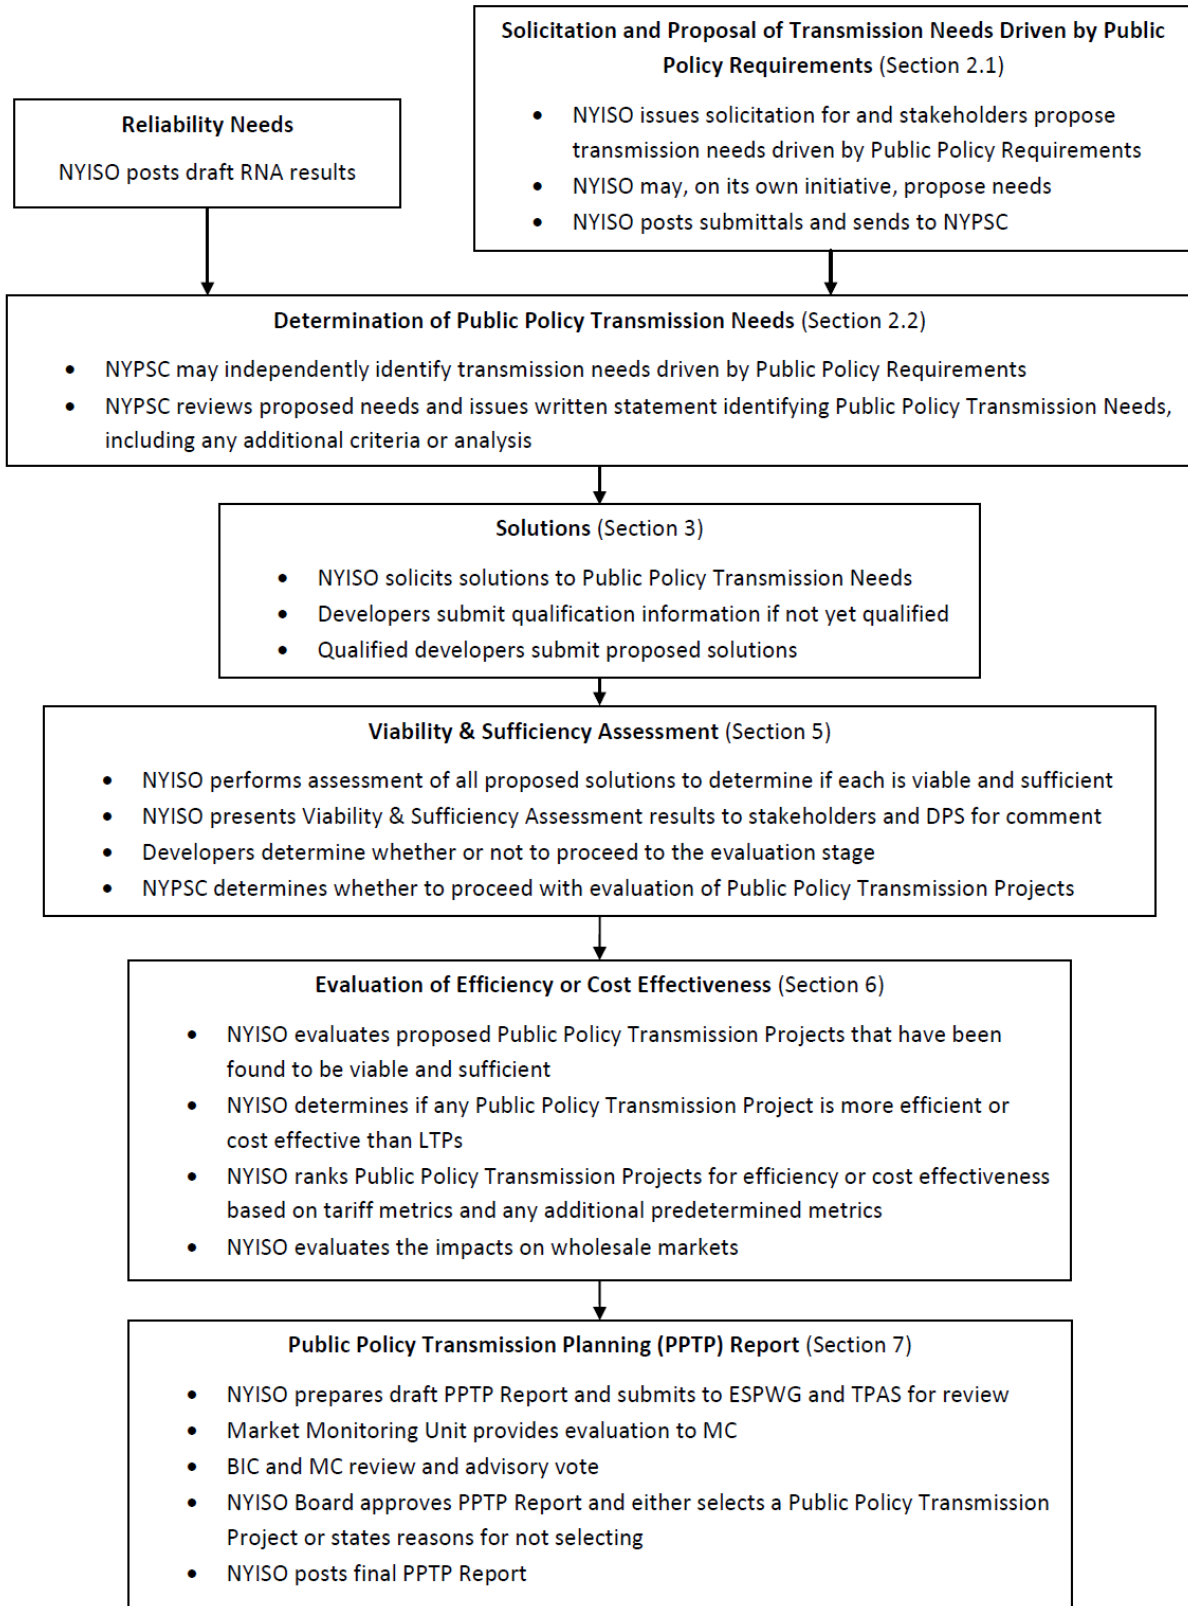 Solicitation and Proposal of Transmission Needs Driven by Public
Policy Requirements (Section 2.1)
• NYISO issues solicitation for and stakeholders propose
transmission needs driven by Public Policy Requirements
• NYISO may, on its own initiative, propose needs
• NYISO posts submittals and sends to NYPSC
Reliability Needs
NYISO posts draft RNA results
Determination of Public Policy Transmission Needs (Section 2.2)
• NYPSC may independently identify transmission needs driven by Public Policy Requirements
• NYPSC reviews proposed needs and issues written statement identifying Public Policy Transmission Needs,
including any additional criteria or analysis
Solutions (Section 3)
• NYISO solicits solutions to Public Policy Transmission Needs
• Developers submit qualification information if not yet qualified
• Qualified developers submit proposed solutions
Viability & Sufficiency Assessment (Section 5)
• NYISO performs assessment of all proposed solutions to determine if each is viable and sufficient
• NYISO presents Viability & Sufficiency Assessment results to stakeholders and DPS for comment
• Developers determine whether or not to proceed to the evaluation stage
• NYPSC determines whether to proceed with evaluation of Public Policy Transmission Projects
Evaluation of Efficiency or Cost Effectiveness (Section 6)
• NYISO evaluates proposed Public Policy Transmission Projects that have been
found to be viable and sufficient
• NYISO determines if any Public Policy Transmission Project is more efficient or
cost effective than LTPs
• NYISO ranks Public Policy Transmission Projects for efficiency or cost effectiveness
based on tariff metrics and any additional predetermined metrics
• NYISO evaluates the impacts on wholesale markets
Public Policy Transmission Planning (PPTP) Report (Section 7)
• NYISO prepares draft PPTP Report and submits to ESPWG and TPAS for review
• Market Monitoring Unit provides evaluation to MC
• BIC and MC review and advisory vote
• NYISO Board approves PPTP Report and either selects a Public Policy Transmission
Project or states reasons for not selecting
• NYISO posts final PPTP Report